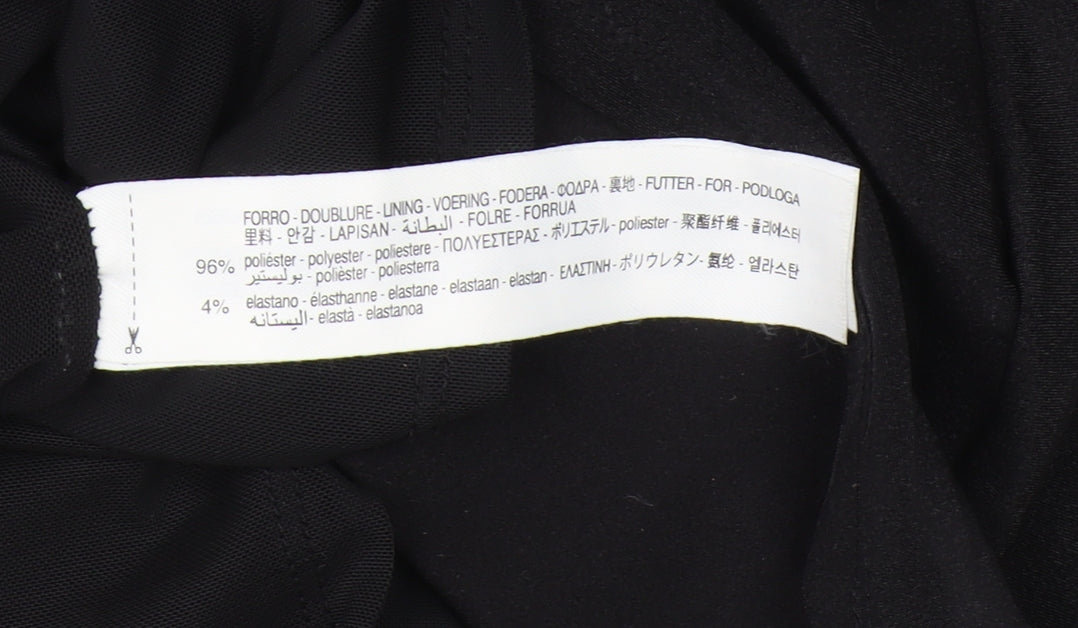 FORRO - DOUBLURE - LINING - VOERING - FODERA - ΦΟΔΡΑ - 裏地 - FUTTER - FOR - PODLOGA
里料 - 안감 - LAPISAN - البطانة - FOLRE - FORRUA
96% poliéster - polyester - poliestere - ΠΟΛΥΕΣΤΕΡΑΣ - ポリエステル - poliester - 聚酯纤维 - 폴리에스터
بوليستير - polièster - poliesterra
4% elastano - élasthanne - elastane - elastaan - elastan - ΕΛΑΣΤΙΝΗ - ポリウレタン - 氨纶 - 엘라스탄
اليستانه - elastà - elastanoa